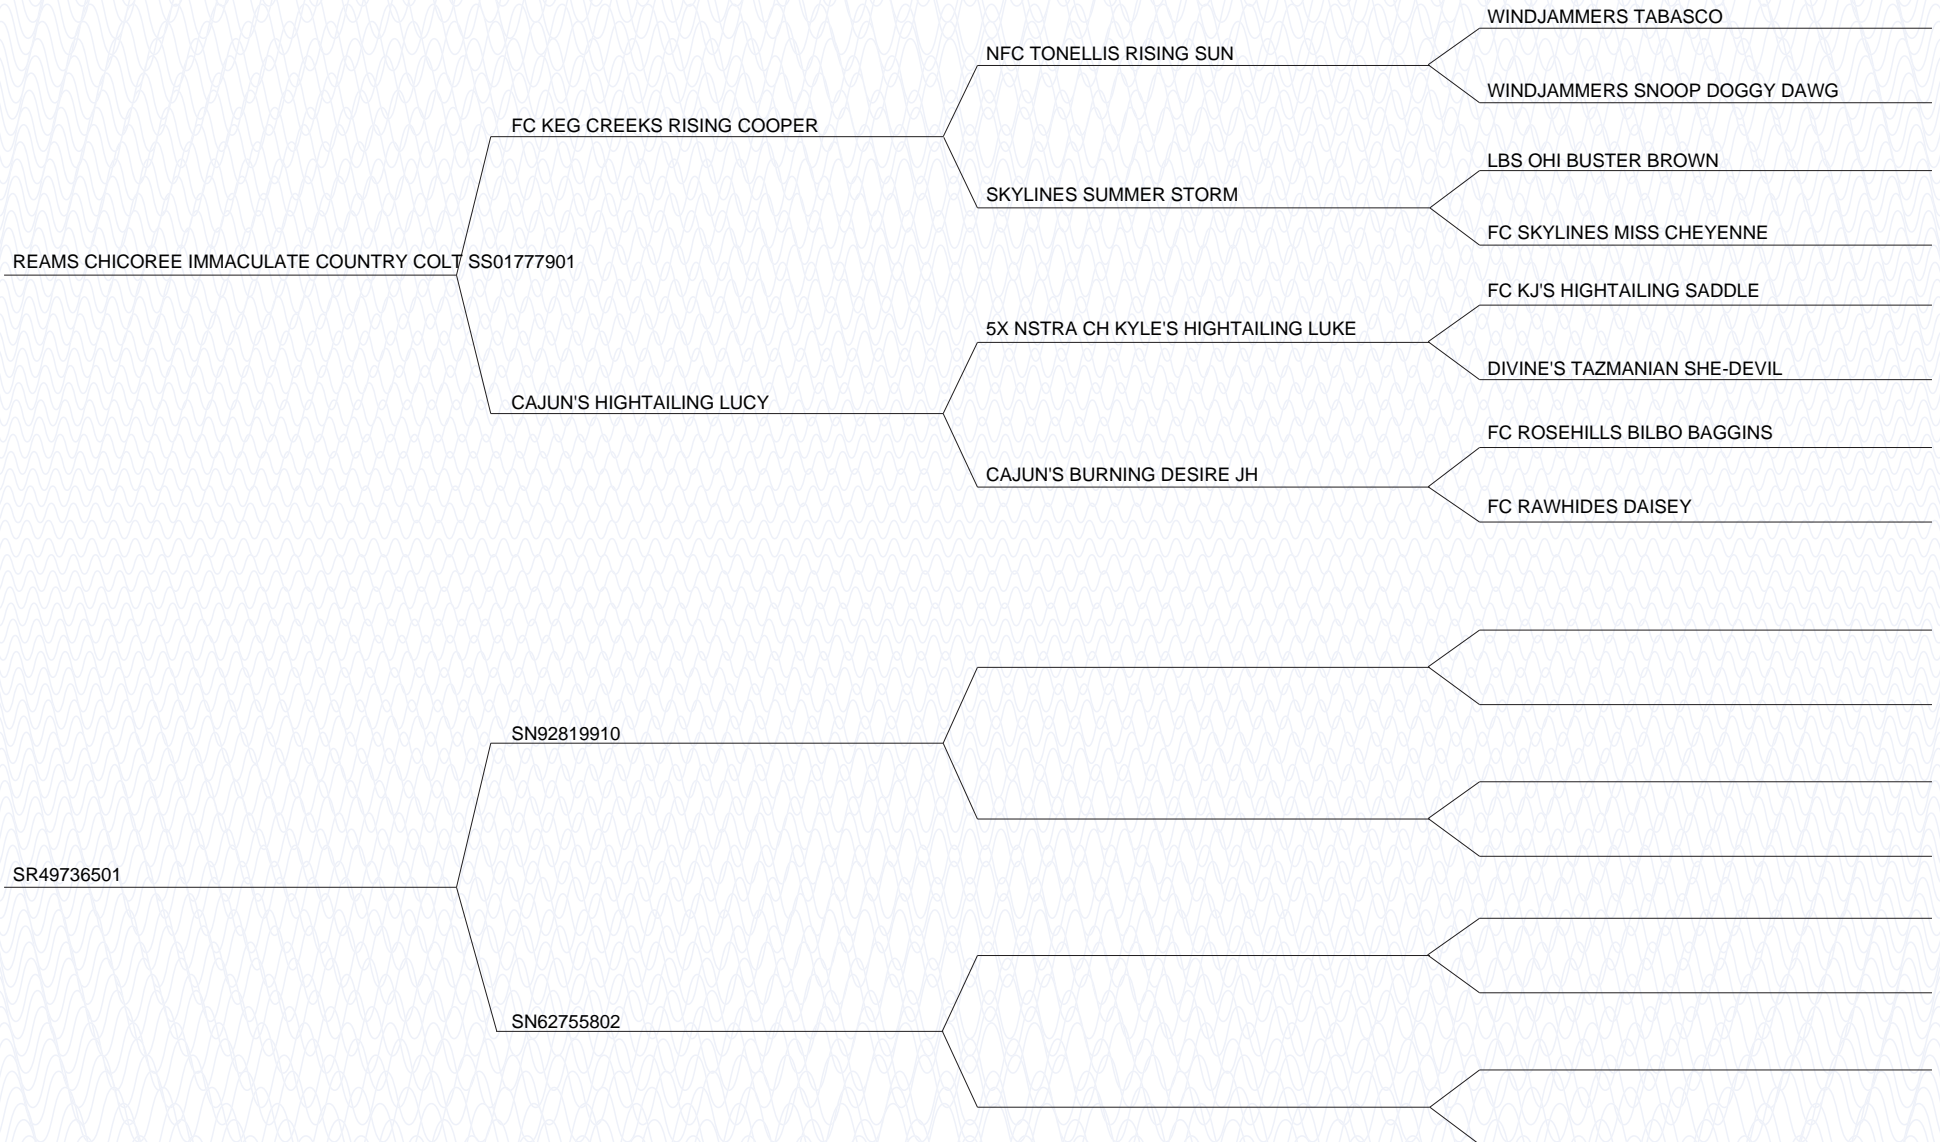 WINDJAMMERS TABASCO
NFC TONELLIS RISING SUN
WINDJAMMERS SNOOP DOGGY DAWG
FC KEG CREEKS RISING COOPER
LBS OHI BUSTER BROWN
SKYLINES SUMMER STORM
FC SKYLINES MISS CHEYENNE
REAMS CHICOREE IMMACULATE COUNTRY COLT SS01777901
FC KJ'S HIGHTAILING SADDLE
5X NSTRA CH KYLE'S HIGHTAILING LUKE
DIVINE'S TAZMANIAN SHE-DEVIL
CAJUN'S HIGHTAILING LUCY
FC ROSEHILLS BILBO BAGGINS
CAJUN'S BURNING DESIRE JH
FC RAWHIDES DAISEY
SN92819910
SR49736501
SN62755802